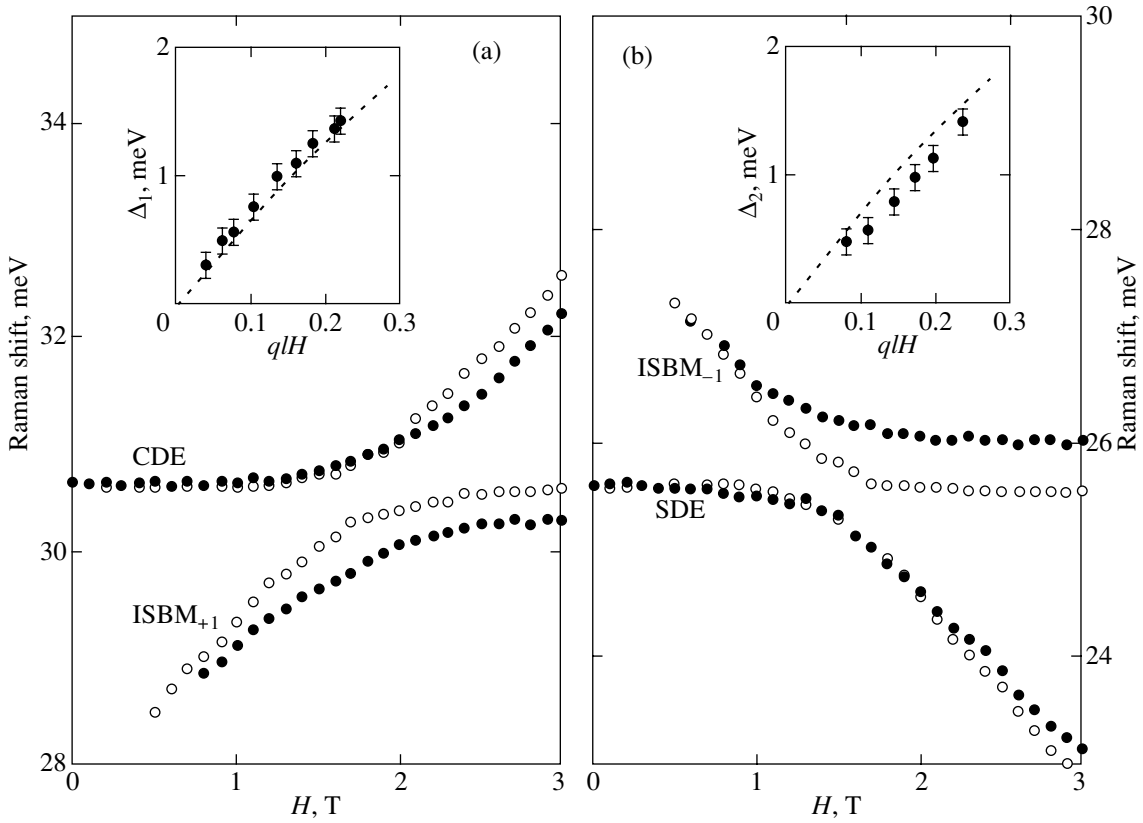 (a)
2
1
0
0.1
0.2
0.3
Δ₁, meV
qlH
34
32
30
28
Raman shift, meV
CDE
ISBM₊₁
0
1
2
3
H, T
(b)
2
1
0
0.1
0.2
0.3
Δ₂, meV
qlH
ISBM₋₁
SDE
30
28
26
24
Raman shift, meV
0
1
2
3
H, T